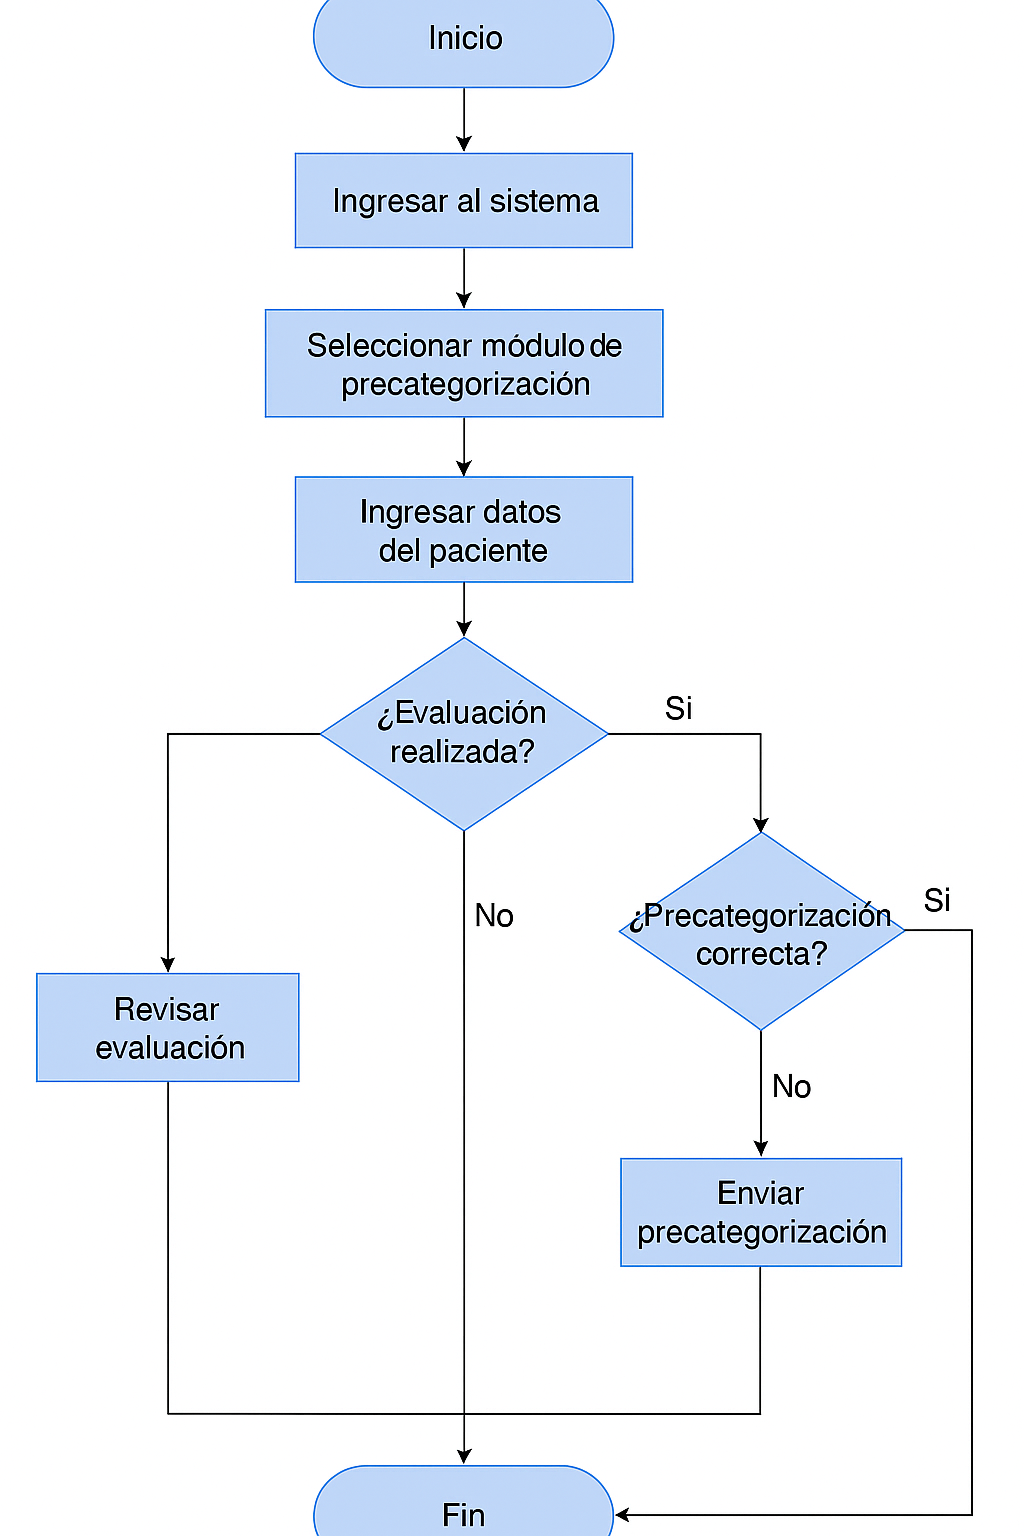 Inicio
Ingresar al sistema
Seleccionar módulo de
precategorización
Ingresar datos
del paciente
¿Evaluación
realizada?
Si
No
¿Precategorización
correcta?
Si
Revisar
evaluación
No
Enviar
precategorización
Fin